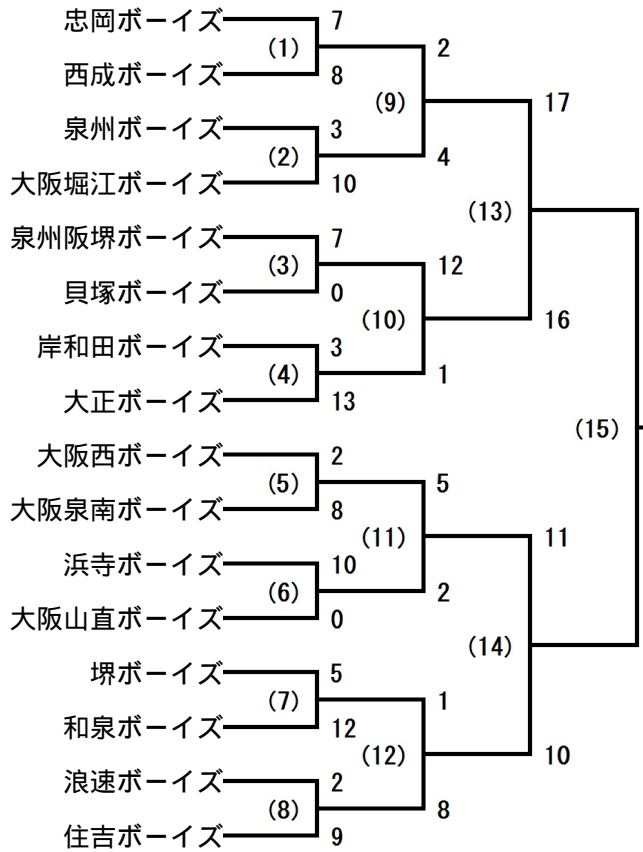 忠岡ボーイズ 7
(1) 2
西成ボーイズ 8
(9) 17
泉州ボーイズ 3
(2) 4
大阪堀江ボーイズ 10
(13)
泉州阪堺ボーイズ 7
(3) 12
貝塚ボーイズ 0
(10) 16
岸和田ボーイズ 3
(4) 1
大正ボーイズ 13
(15)
大阪西ボーイズ 2
(5) 5
大阪泉南ボーイズ 8
(11) 11
浜寺ボーイズ 10
(6) 2
大阪山直ボーイズ 0
(14)
堺ボーイズ 5
(7) 1
和泉ボーイズ 12
(12) 10
浪速ボーイズ 2
(8) 8
住吉ボーイズ 9